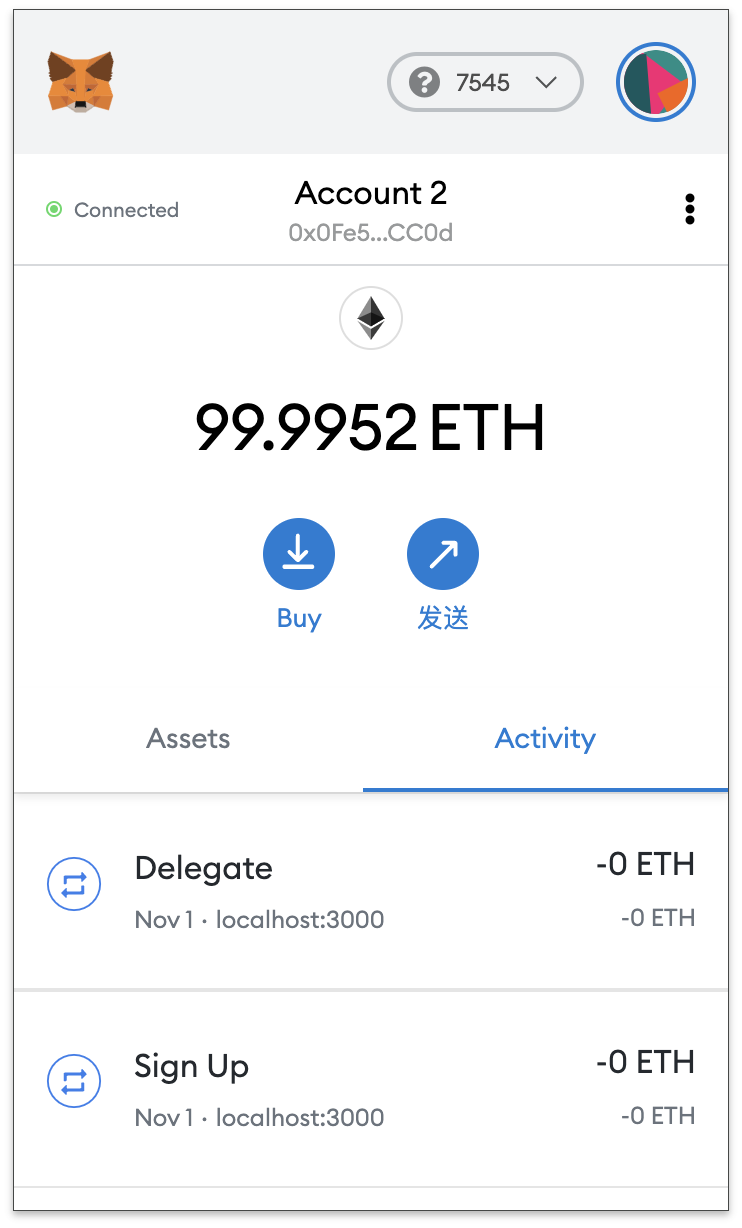 7545
Connected
Account 2
0x0Fe5...CC0d
99.9952 ETH
Buy
发送
Assets
Activity
Delegate
-0 ETH
Nov 1 · localhost:3000
-0 ETH
Sign Up
-0 ETH
Nov 1 · localhost:3000
-0 ETH